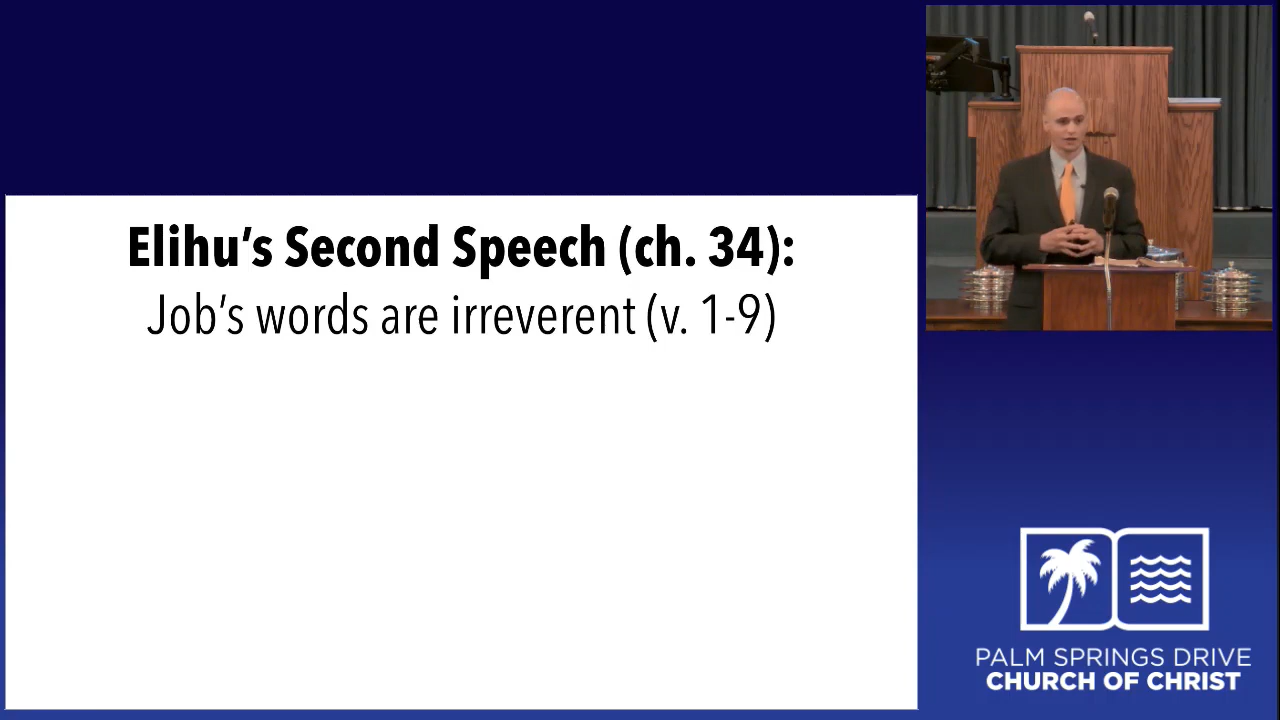 Elihu’s Second Speech (ch. 34):
Job’s words are irreverent (v. 1-9)
PALM SPRINGS DRIVE
CHURCH OF CHRIST